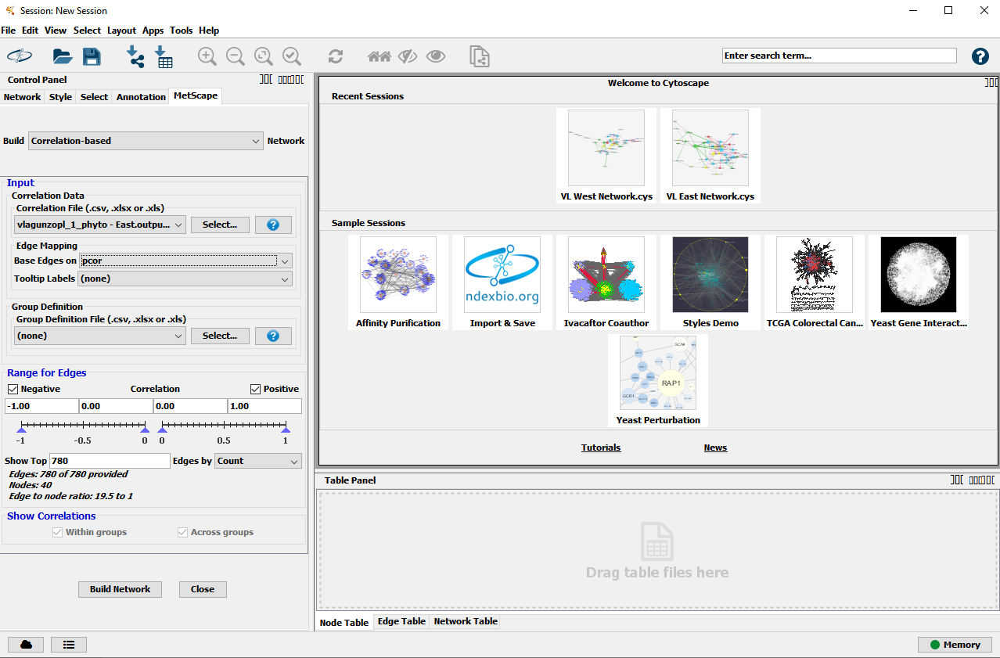 Session: New Session
File Edit View Select Layout Apps Tools Help
Enter search term...
Control Panel
Network Style Select Annotation MetScape
Build Correlation-based Network
Input
Correlation Data
Correlation File (.csv, .xlsx or .xls)
vlagunzopl_1_phyto - East.outpu... Select... ?
Edge Mapping
Base Edges on pcor
Tooltip Labels (none)
Group Definition
Group Definition File (.csv, .xlsx or .xls)
(none) Select... ?
Range for Edges
Negative Correlation Positive
-1.00 0.00 0.00 1.00
-1 -0.5 0 0 0.5 1
Show Top 780 Edges by Count
Edges: 780 of 780 provided
Nodes: 40
Edge to node ratio: 19.5 to 1
Show Correlations
Within groups Across groups
Build Network Close
Welcome to Cytoscape
Recent Sessions
VL West Network.cys VL East Network.cys
Sample Sessions
ndexbio.org
Affinity Purification Import & Save Ivacaftor Coauthor Styles Demo TCGA Colorectal Can... Yeast Gene Interact...
GCN4
RAP1
GCR1
Yeast Perturbation
Tutorials News
Table Panel
Drag table files here
Node Table Edge Table Network Table
Memory